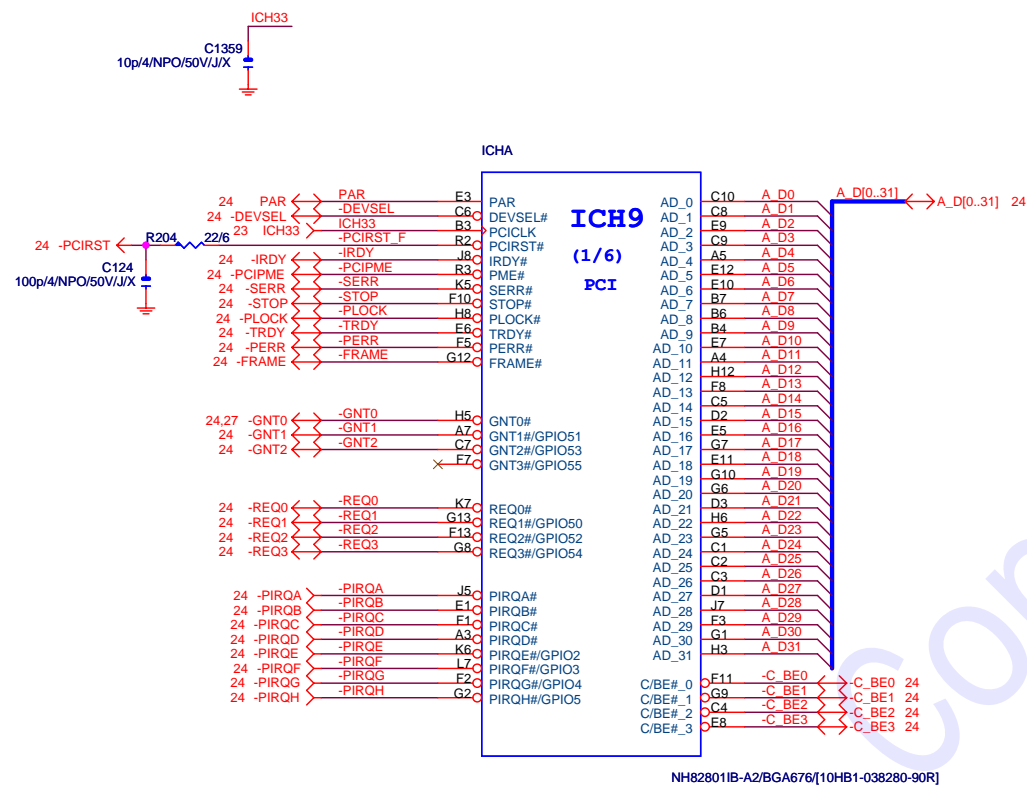 ICH33
C1359
10p/4/NPO/50V/J/X
ICHA
ICH9
(1/6)
PCI
24 PAR PAR E3 PAR
24 -DEVSEL -DEVSEL C6 DEVSEL#
23 ICH33 ICH33 B3 PCICLK
24 -PCIRST R204 22/6 -PCIRST_F R2 PCIRST#
C124
100p/4/NPO/50V/J/X
24 -IRDY -IRDY J8 IRDY#
24 -PCIPME -PCIPME R3 PME#
24 -SERR -SERR K5 SERR#
24 -STOP -STOP F10 STOP#
24 -PLOCK -PLOCK H8 PLOCK#
24 -TRDY -TRDY E6 TRDY#
24 -PERR -PERR F5 PERR#
24 -FRAME -FRAME G12 FRAME#
24,27 -GNT0 -GNT0 H5 GNT0#
24 -GNT1 -GNT1 A7 GNT1#/GPIO51
24 -GNT2 -GNT2 C7 GNT2#/GPIO53
F7 GNT3#/GPIO55
24 -REQ0 -REQ0 K7 REQ0#
24 -REQ1 -REQ1 G13 REQ1#/GPIO50
24 -REQ2 -REQ2 F13 REQ2#/GPIO52
24 -REQ3 -REQ3 G8 REQ3#/GPIO54
24 -PIRQA -PIRQA J5 PIRQA#
24 -PIRQB -PIRQB E1 PIRQB#
24 -PIRQC -PIRQC F1 PIRQC#
24 -PIRQD -PIRQD A3 PIRQD#
24 -PIRQE -PIRQE K6 PIRQE#/GPIO2
24 -PIRQF -PIRQF L7 PIRQF#/GPIO3
24 -PIRQG -PIRQG F2 PIRQG#/GPIO4
24 -PIRQH -PIRQH G2 PIRQH#/GPIO5
AD_0 C10 A_D0 A_D[0..31] A_D[0..31] 24
AD_1 C8 A_D1
AD_2 E9 A_D2
AD_3 C9 A_D3
AD_4 A5 A_D4
AD_5 E12 A_D5
AD_6 E10 A_D6
AD_7 B7 A_D7
AD_8 B6 A_D8
AD_9 B4 A_D9
AD_10 E7 A_D10
AD_11 A4 A_D11
AD_12 H12 A_D12
AD_13 F8 A_D13
AD_14 C5 A_D14
AD_15 D2 A_D15
AD_16 E5 A_D16
AD_17 G7 A_D17
AD_18 E11 A_D18
AD_19 G10 A_D19
AD_20 G6 A_D20
AD_21 D3 A_D21
AD_22 H6 A_D22
AD_23 G5 A_D23
AD_24 C1 A_D24
AD_25 C2 A_D25
AD_26 C3 A_D26
AD_27 D1 A_D27
AD_28 J7 A_D28
AD_29 F3 A_D29
AD_30 G1 A_D30
AD_31 H3 A_D31
C/BE#_0 F11 -C_BE0 -C_BE0 24
C/BE#_1 G9 -C_BE1 -C_BE1 24
C/BE#_2 C4 -C_BE2 -C_BE2 24
C/BE#_3 E8 -C_BE3 -C_BE3 24
NH82801IB-A2/BGA676/[10HB1-038280-90R]
Con